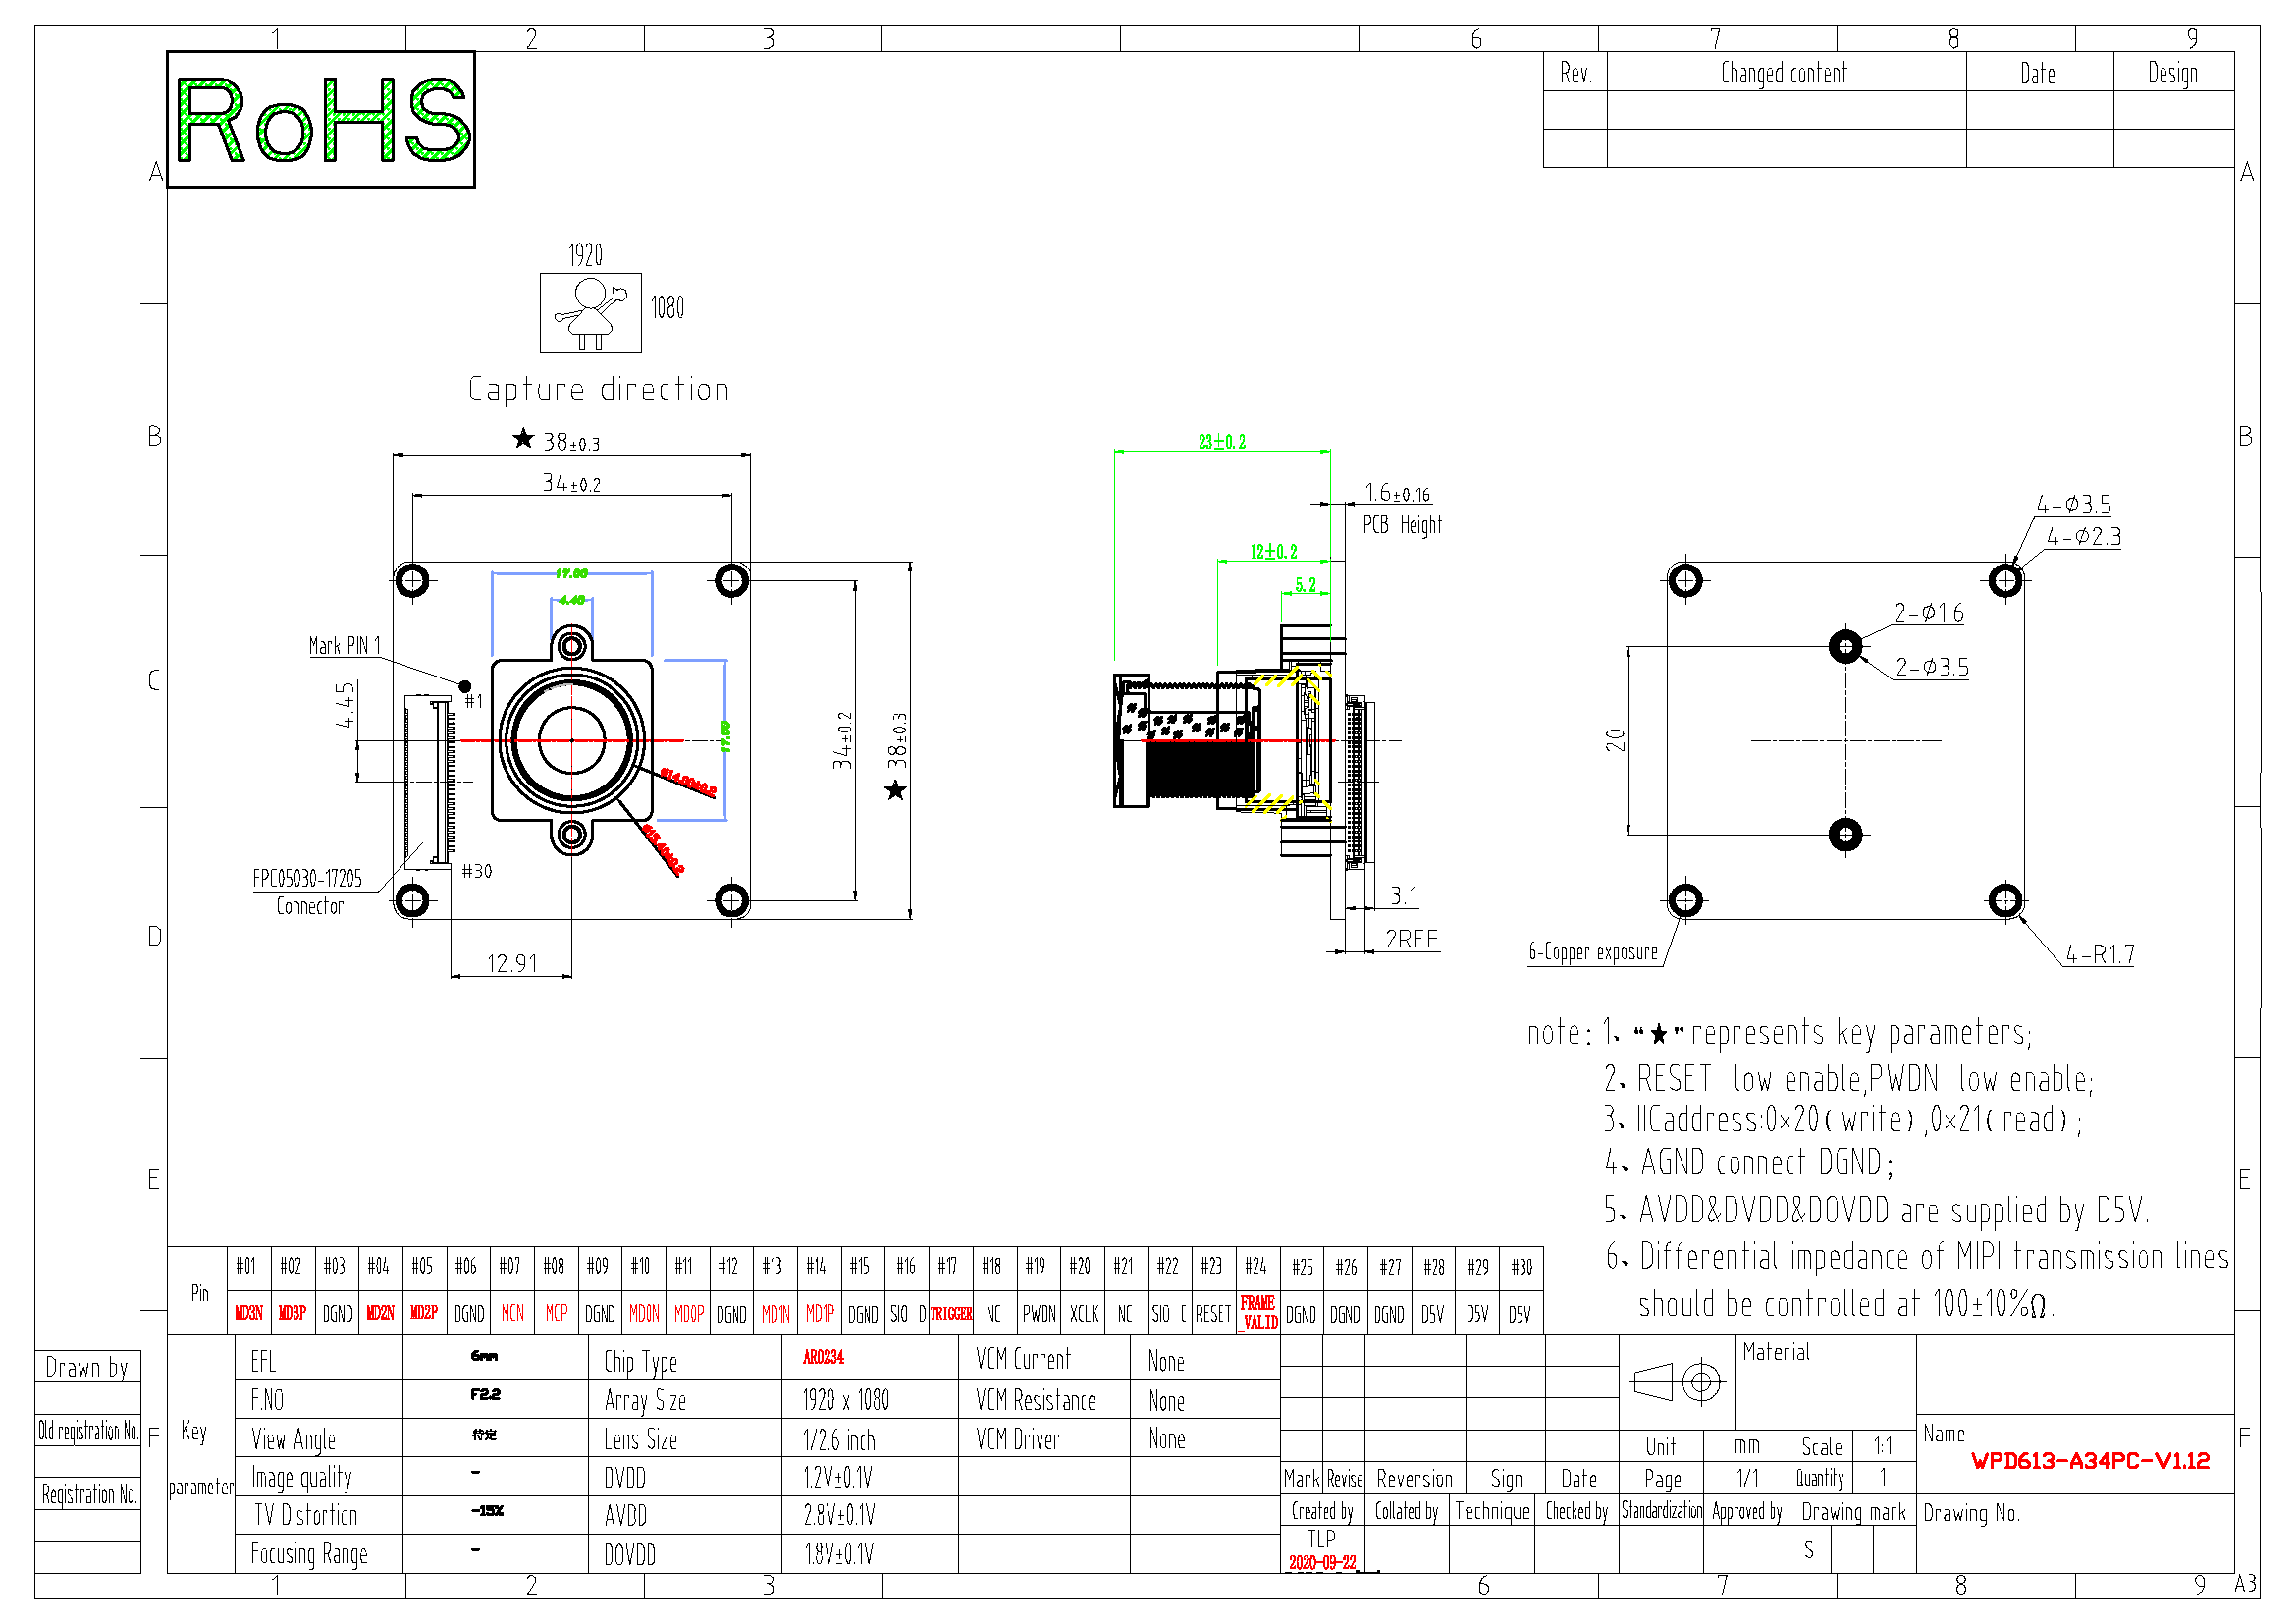 1 2 3 6 7 8 9
RoHS
Rev. Changed content Date Design
A A
1920
1080
Capture direction
B B
★ 38±0.3
34±0.2
23±0.2
1.6±0.16
PCB Height
12±0.2
5.2
4-Φ3.5
4-Φ2.3
17.00
4.40
2-Φ1.6
2-Φ3.5
Mark PIN 1
#1
C C
4.45
17.00
34±0.2
★ 38±0.3
20
Φ14.00±0.2
#30
FPC05030-17205
Connector
3.1
2REF
12.91
D D
6-Copper exposure
4-R1.7
note: 1、“★”represents key parameters;
2、RESET low enable,PWDN low enable;
3、IICaddress:0×20(write),0×21(read);
4、AGND connect DGND;
5、AVDD&DVDD&DOVDD are supplied by D5V.
6、Differential impedance of MIPI transmission lines
should be controlled at 100±10%Ω.
E E
Pin #01 #02 #03 #04 #05 #06 #07 #08 #09 #10 #11 #12 #13 #14 #15 #16 #17 #18 #19 #20 #21 #22 #23 #24 #25 #26 #27 #28 #29 #30
MD3N MD3P DGND MD2N MD2P DGND MCN MCP DGND MD0N MD0P DGND MD1N MD1P DGND SIO_D TRIGGER NC PWDN XCLK NC SIO_C RESET FRAME_VALID DGND DGND DGND D5V D5V D5V
Key parameter
EFL 6mm Chip Type AR0234 VCM Current None
F.NO F2.2 Array Size 1920 x 1080 VCM Resistance None
View Angle 待定 Lens Size 1/2.6 inch VCM Driver None
Image quality - DVDD 1.2V±0.1V
TV Distortion -15% AVDD 2.8V±0.1V
Focusing Range - DOVDD 1.8V±0.1V
Drawn by
Old registration No.
Registration No.
F F
Material
Unit mm Scale 1:1
Mark Revise Reversion Sign Date Page 1/1 Quantity 1
Created by Collated by Technique Checked by Standardization Approved by Drawing mark
TLP
2020-09-22
S
Name
WPD613-A34PC-V1.12
Drawing No.
1 2 3 6 7 8 9 A3